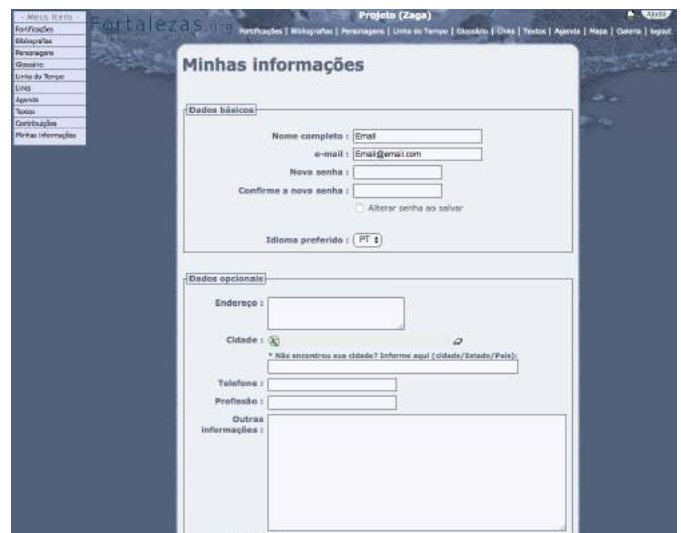 - Meus Itens -
Fortificações
Bibliografias
Personagens
Glossário
Linha do Tempo
Links
Agenda
Textos
Contribuições
Minhas informações
Fortalezas.org
Projeto (Zaga)
Ajuda
Fortificações | Bibliografias | Personagens | Linha do Tempo | Glossário | Links | Textos | Agenda | Mapa | Galeria | logout
Minhas informações
Dados básicos
Nome completo : Email
e-mail : Email@email.com
Nova senha :
Confirme a nova senha :
Alterar senha ao salvar
Idioma preferido : PT
Dados opcionais
Endereço :
Cidade :
* Não encontrou sua cidade? Informe aqui (cidade/Estado/País):
Telefone :
Profissão :
Outras
informações :